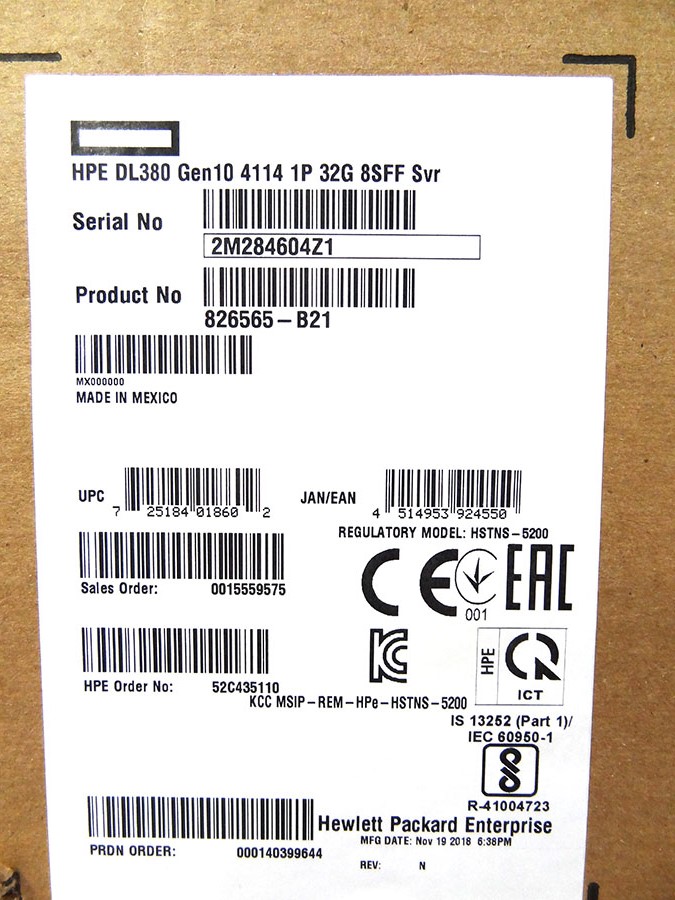 HPE DL380 Gen10 4114 1P 32G 8SFF Svr
Serial No
2M284604Z1
Product No
826565-B21
MX000000
MADE IN MEXICO
UPC 7 25184 01860 2
JAN/EAN 4 514953 924550
REGULATORY MODEL: HSTNS-5200
CE EAC
001
Sales Order: 0015559575
KC
HPE
ICT
HPE Order No: 52C435110
KCC MSIP-REM-HPe-HSTNS-5200
IS 13252 (Part 1)/
IEC 60950-1
R-41004723
Hewlett Packard Enterprise
MFG DATE: Nov 19 2018 6:38PM
PRDN ORDER: 000140399644
REV: N